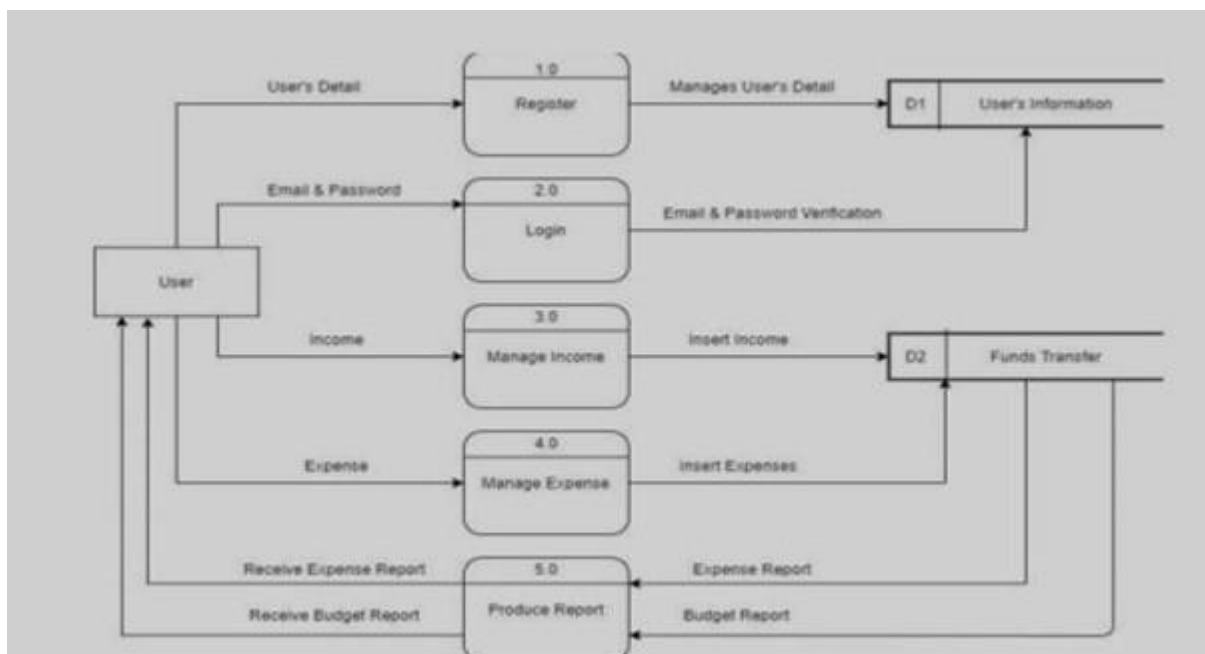 1.0
User's Detail
Manages User's Detail
Register
D1
User's Information
2.0
Email & Password
Email & Password Verification
Login
User
3.0
Income
Insert Income
Manage Income
D2
Funds Transfer
4.0
Expense
Insert Expenses
Manage Expense
5.0
Receive Expense Report
Expense Report
Produce Report
Receive Budget Report
Budget Report